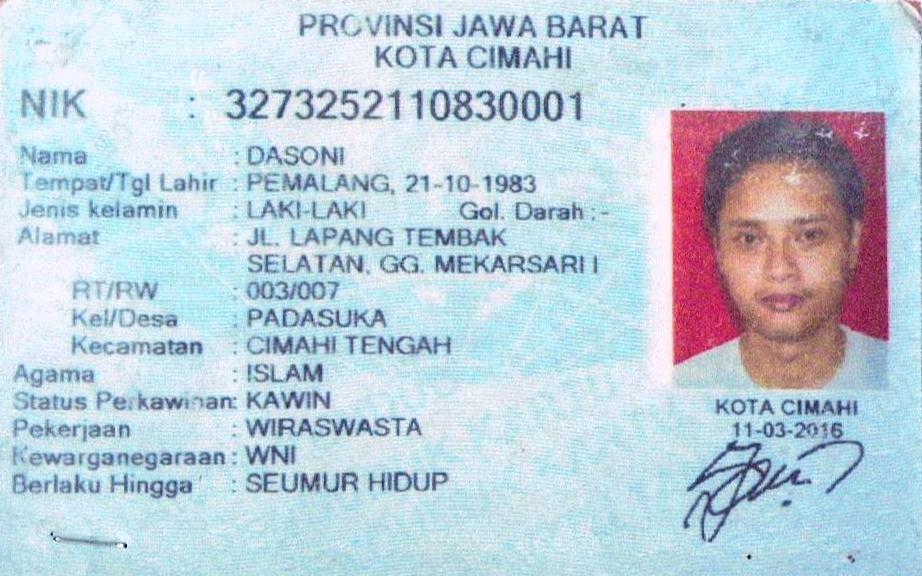 PROVINSI JAWA BARAT
KOTA CIMAHI
NIK : 3273252110830001
Nama : DASONI
Tempat/Tgl Lahir : PEMALANG, 21-10-1983
Jenis kelamin : LAKI-LAKI Gol. Darah : -
Alamat : JL. LAPANG TEMBAK
SELATAN, GG. MEKARSARI I
RT/RW : 003/007
Kel/Desa : PADASUKA
Kecamatan : CIMAHI TENGAH
Agama : ISLAM
Status Perkawinan: KAWIN
Pekerjaan : WIRASWASTA
Kewarganegaraan : WNI
Berlaku Hingga : SEUMUR HIDUP
KOTA CIMAHI
11-03-2016